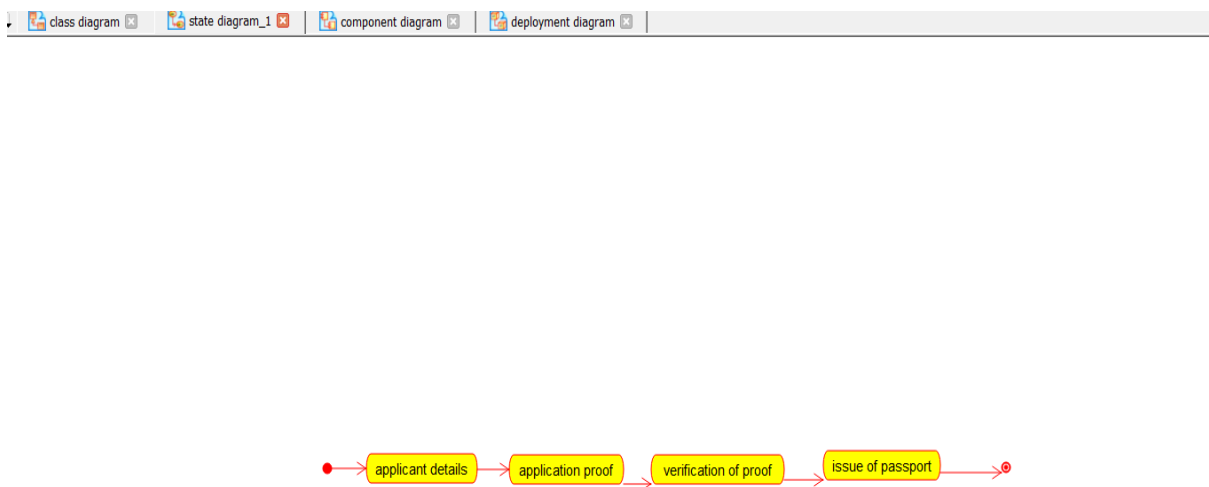 class diagram state diagram_1 component diagram deployment diagram
applicant details application proof verification of proof issue of passport